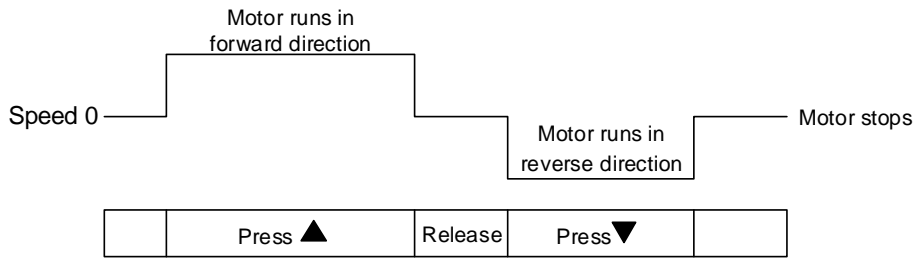 Motor runs in
forward direction
Speed 0
Motor stops
Motor runs in
reverse direction
Press ▲
Release
Press▼